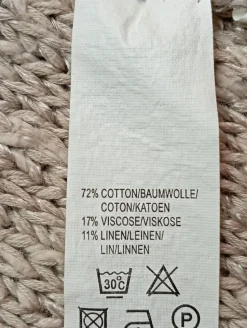 72% COTTON/BAUMWOLLE/
COTON/KATOEN
17% VISCOSE/VISKOSE
11% LINEN/LEINEN/
LIN/LINNEN
30°C
P